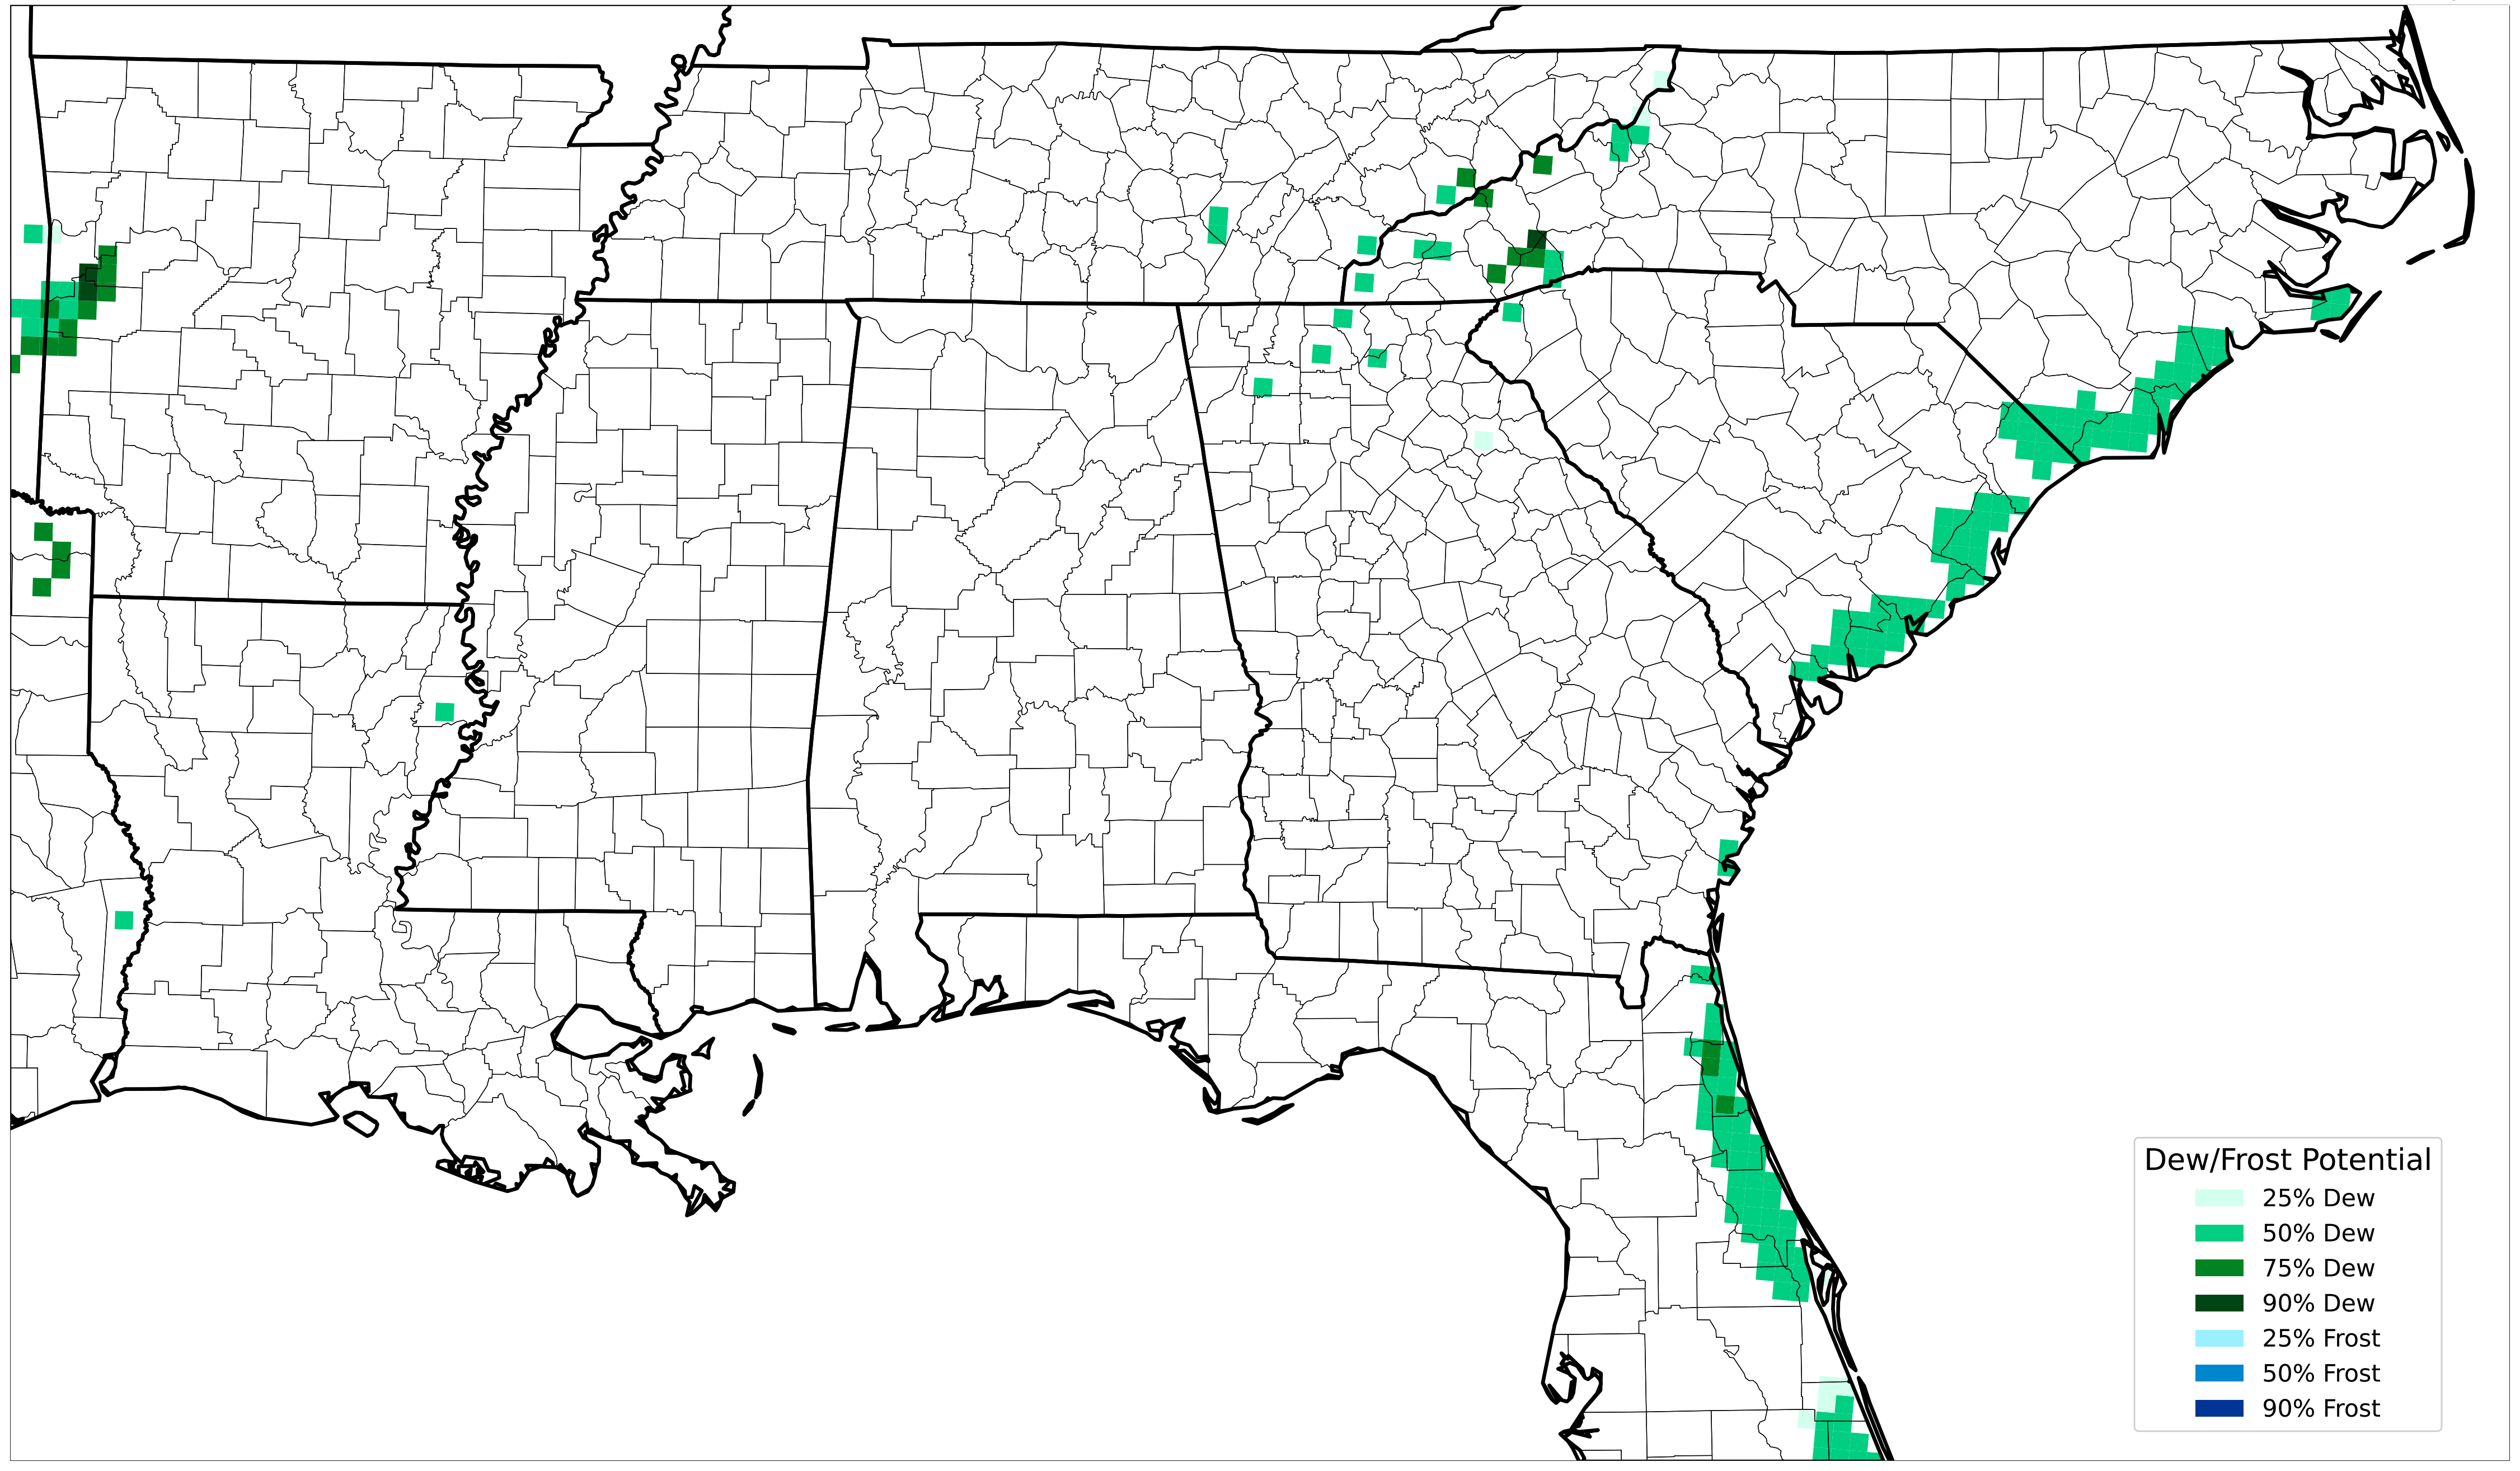 Dew/Frost Potential
25% Dew
50% Dew
75% Dew
90% Dew
25% Frost
50% Frost
90% Frost